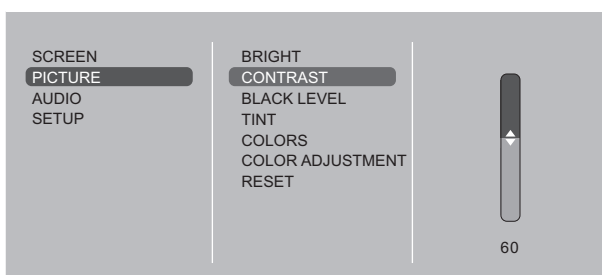 SCREEN
PICTURE
AUDIO
SETUP
BRIGHT
CONTRAST
BLACK LEVEL
TINT
COLORS
COLOR ADJUSTMENT
RESET
60